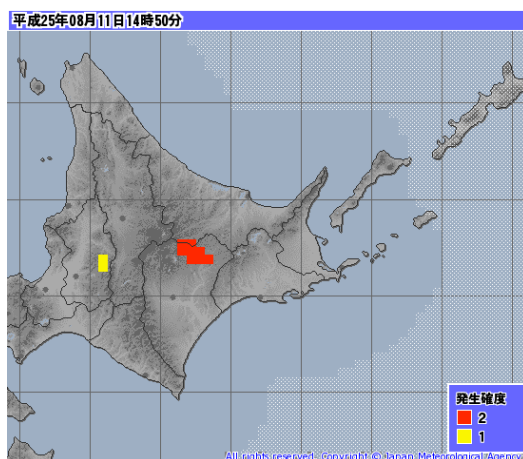 平成25年08月11日14時50分
発生確度
2
1
All rights reserved. Copyright © Japan Meteorological Agency